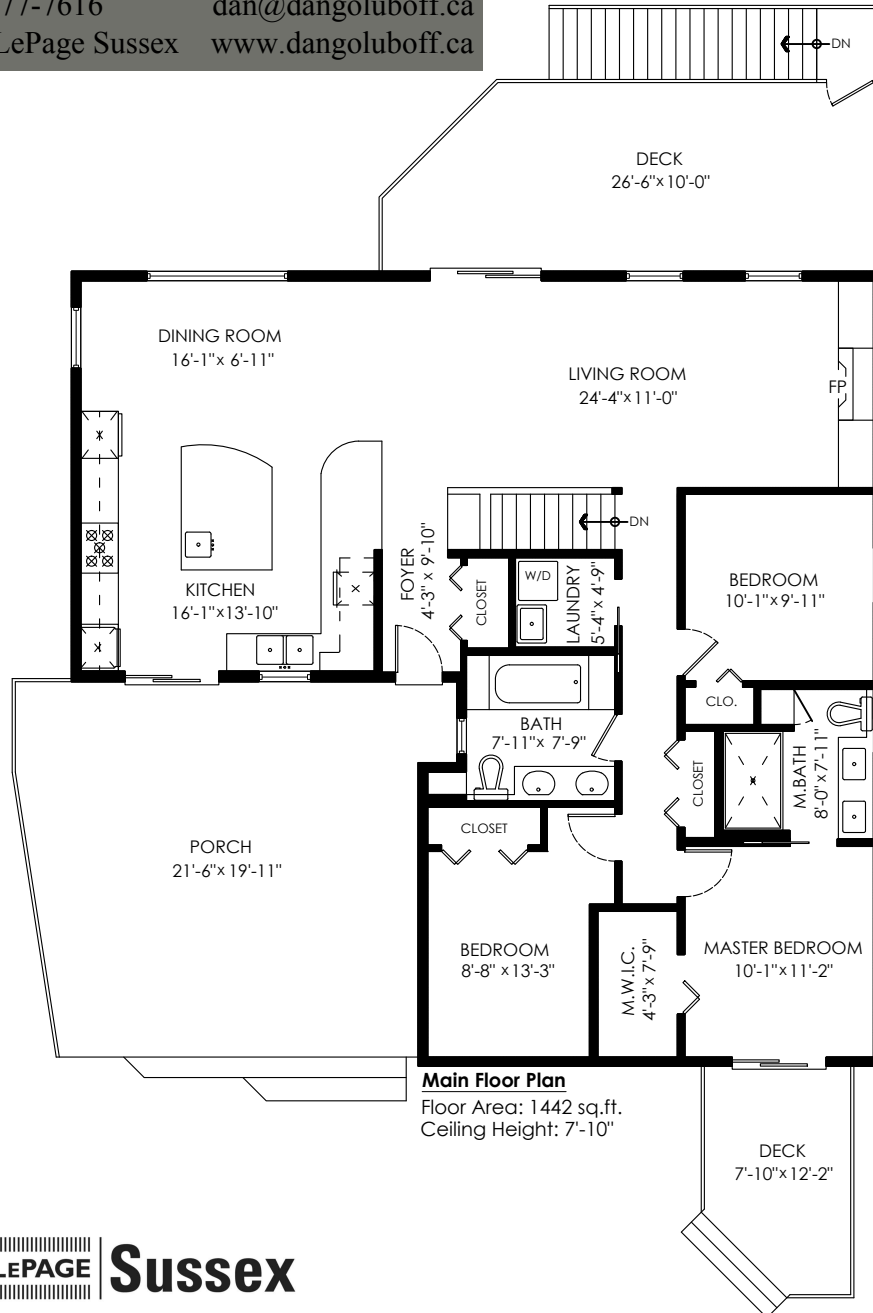 77-7616 dan@dangoluboff.ca
LePage Sussex www.dangoluboff.ca
DN
DECK
26'-6"x10'-0"
DINING ROOM
16'-1"x 6'-11"
LIVING ROOM
24'-4"x11'-0"
FP
DN
FOYER
4'-3" x 9'-10"
CLOSET
W/D
LAUNDRY
5'-4"x 4'-9"
BEDROOM
10'-1"x 9'-11"
KITCHEN
16'-1"x13'-10"
CLO.
BATH
7'-11"x 7'-9"
M.BATH
8'-0"x 7'-11"
CLOSET
CLOSET
PORCH
21'-6"x 19'-11"
BEDROOM
8'-8" x 13'-3"
M.W.I.C.
4'-3"x 7'-9"
MASTER BEDROOM
10'-1"x11'-2"
Main Floor Plan
Floor Area: 1442 sq.ft.
Ceiling Height: 7'-10"
DECK
7'-10"x12'-2"
LEPAGE Sussex